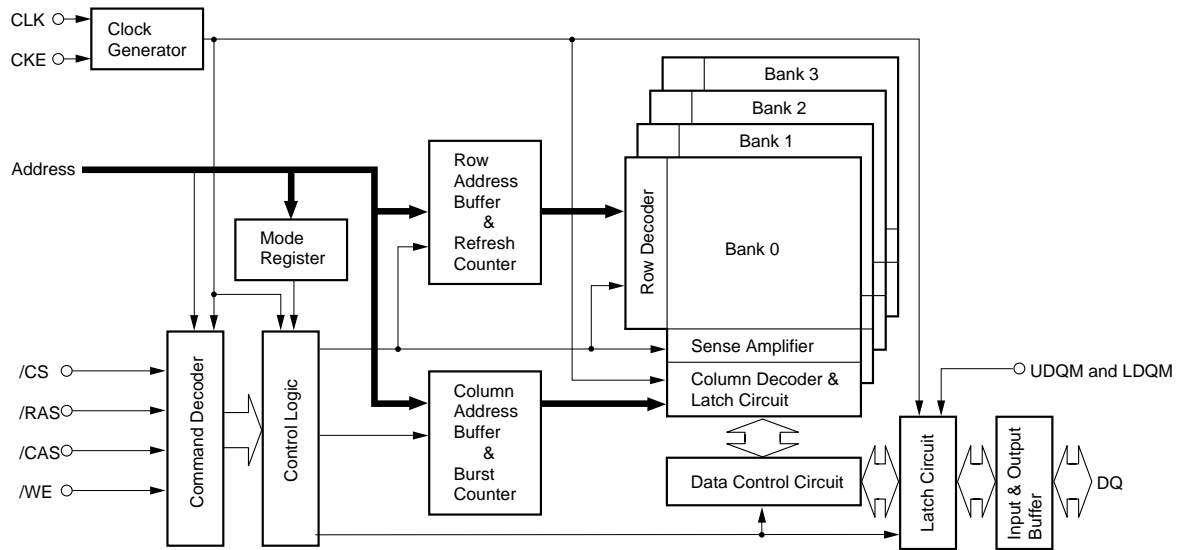 CLK
CKE
Clock
Generator
Address
Mode
Register
Row
Address
Buffer
&
Refresh
Counter
Bank 3
Bank 2
Bank 1
Bank 0
Row Decoder
Sense Amplifier
Column Decoder &
Latch Circuit
/CS
/RAS
/CAS
/WE
Command Decoder
Control Logic
Column
Address
Buffer
&
Burst
Counter
Data Control Circuit
UDQM and LDQM
Latch Circuit
Input & Output
Buffer
DQ